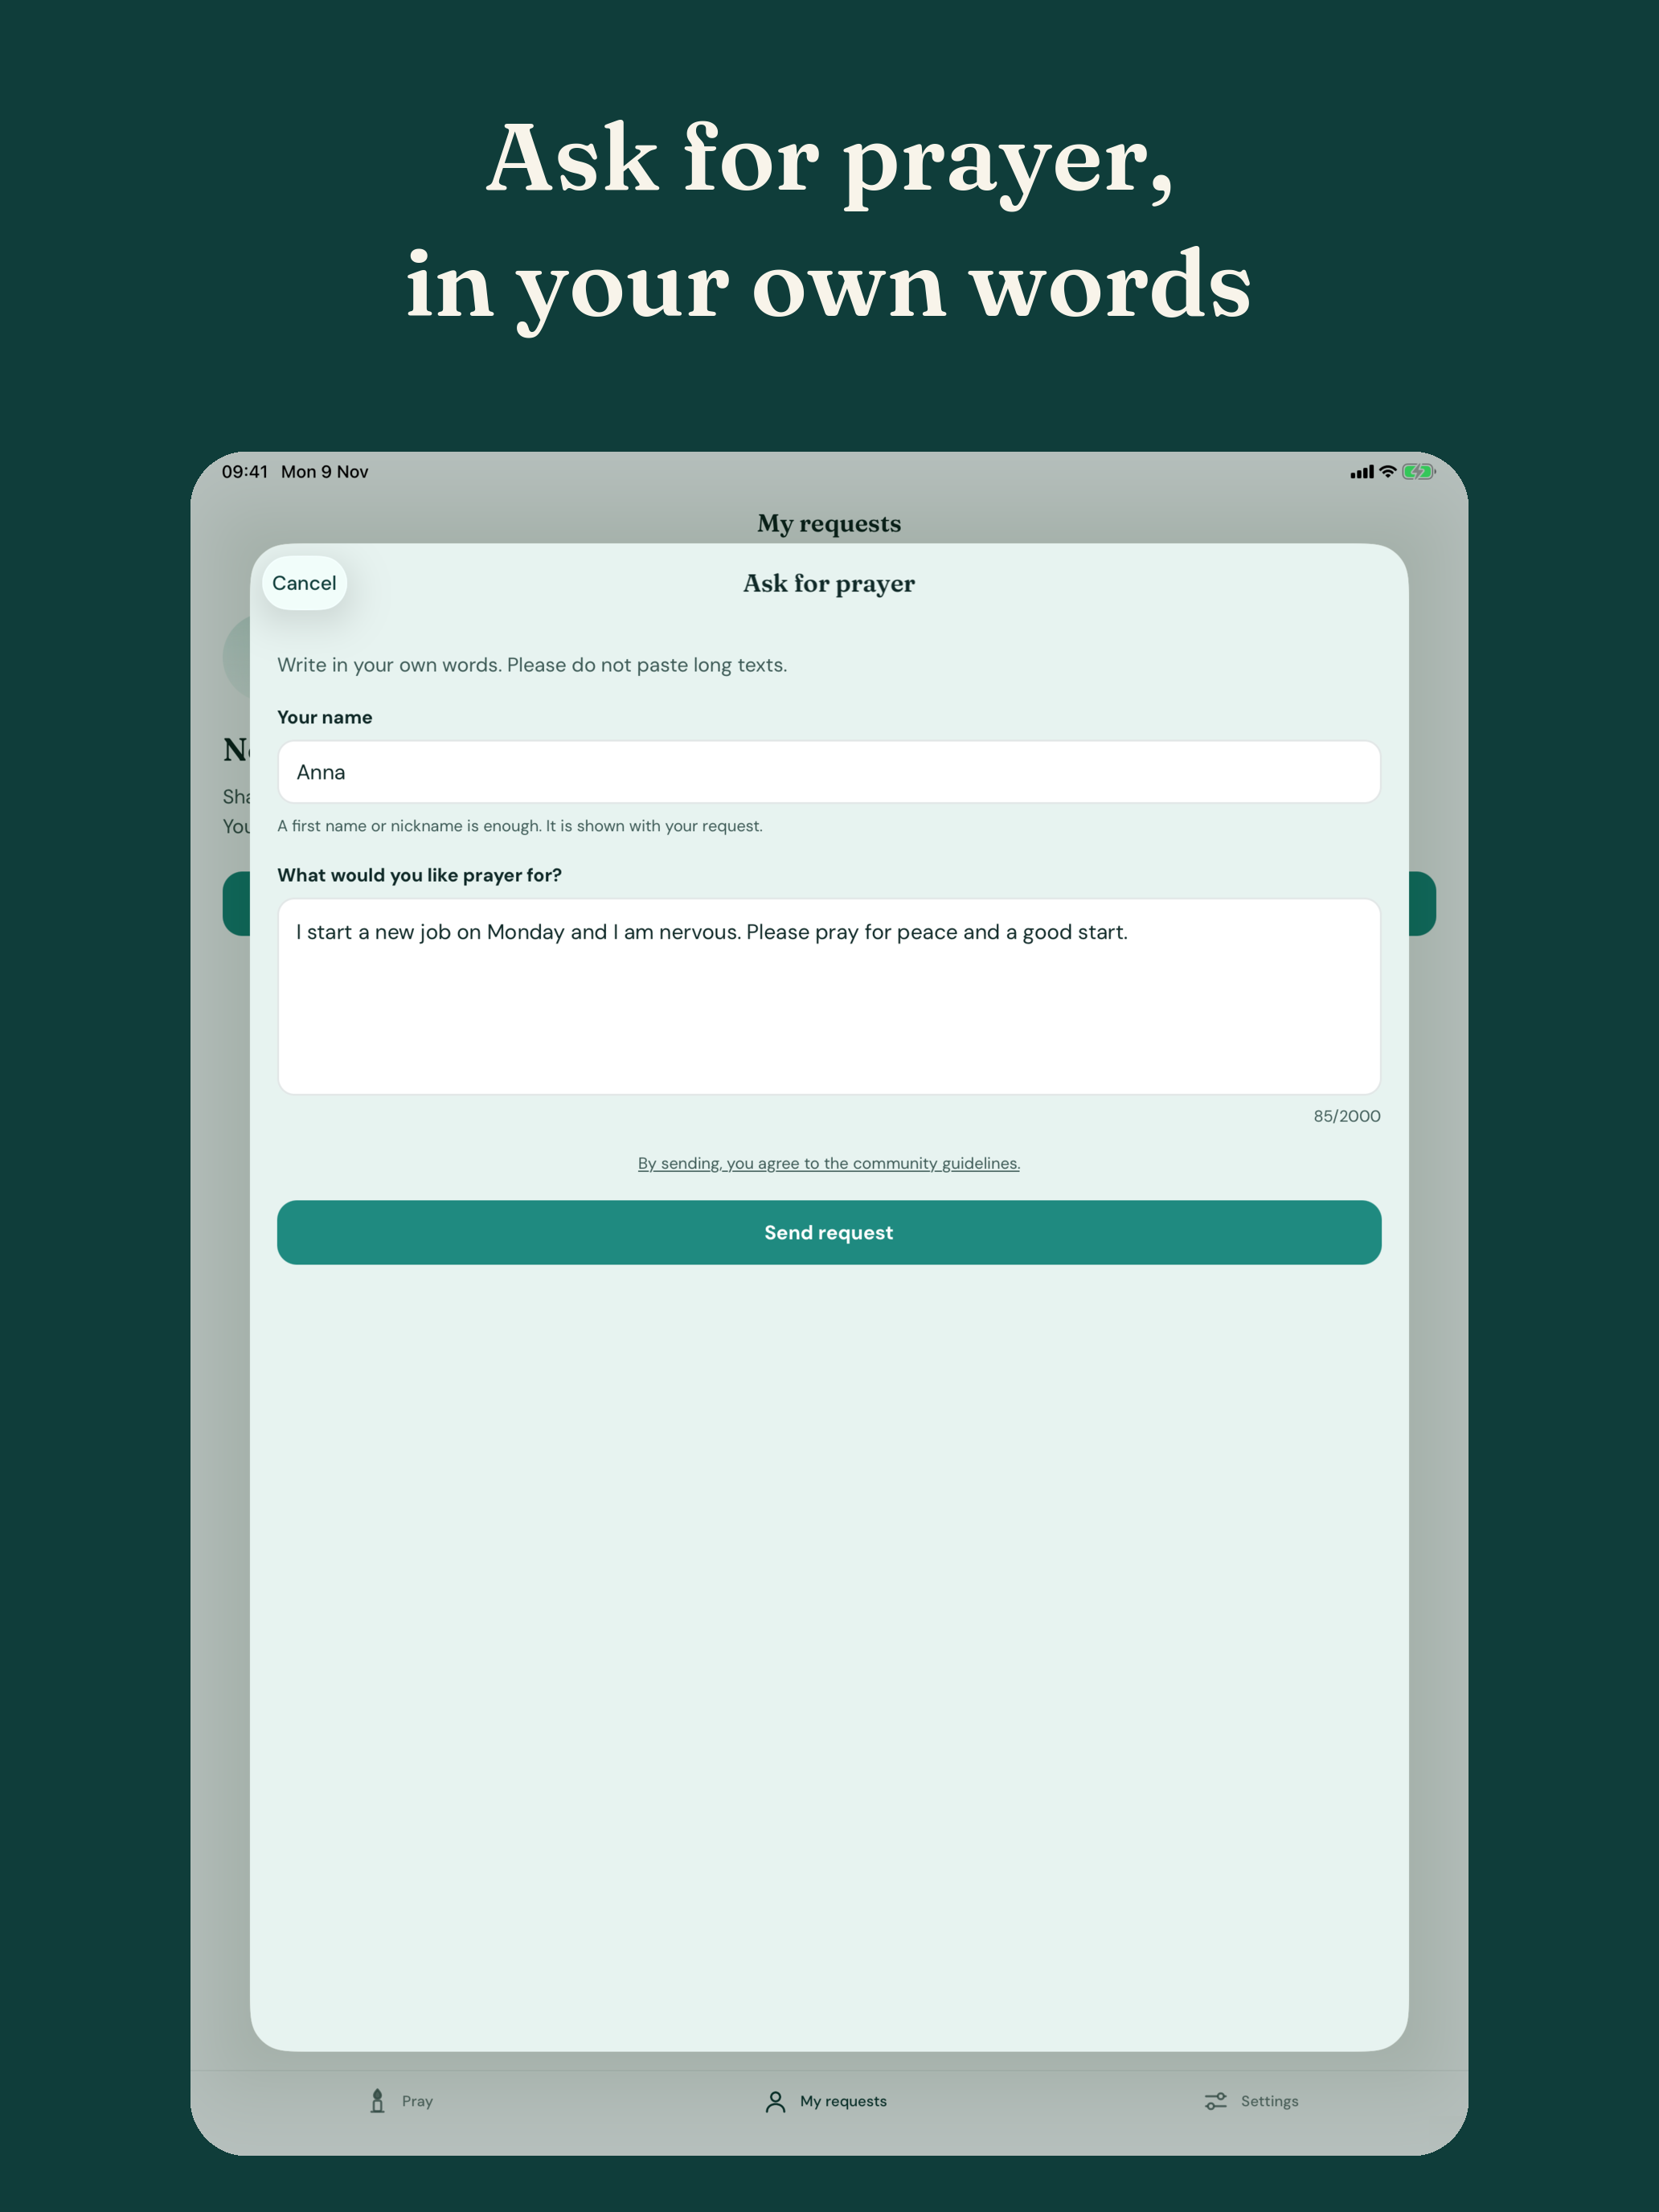 Ask for prayer,
in your own words
09:41 Mon 9 Nov
My requests
Cancel
Ask for prayer
Write in your own words. Please do not paste long texts.
Your name
Anna
A first name or nickname is enough. It is shown with your request.
What would you like prayer for?
I start a new job on Monday and I am nervous. Please pray for peace and a good start.
85/2000
By sending, you agree to the community guidelines.
Send request
Pray
My requests
Settings